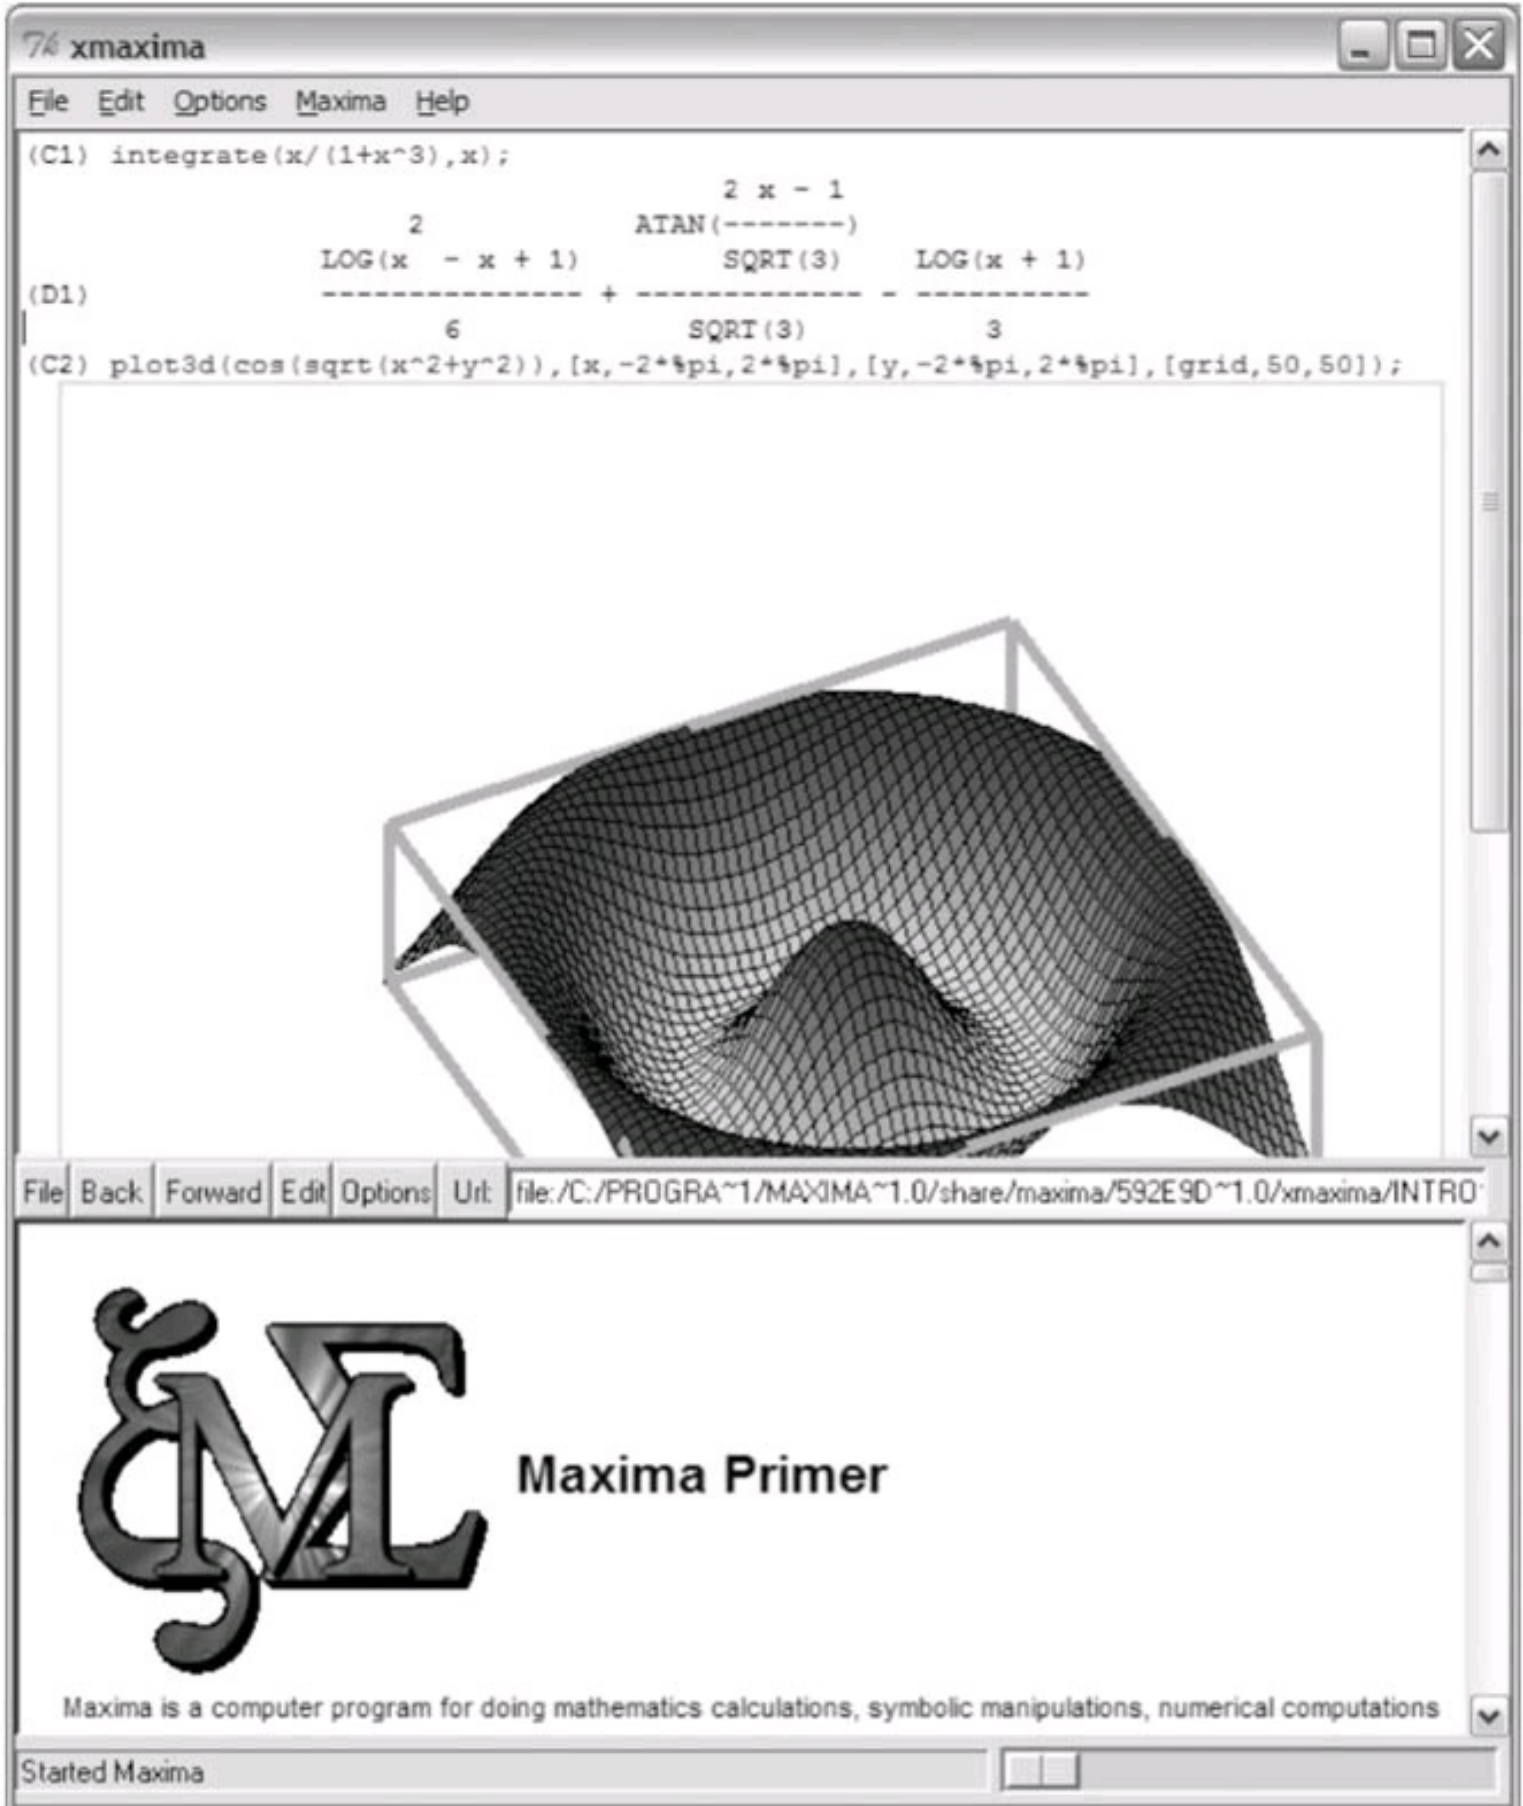 7% xmaxima
File Edit Options Maxima Help
(C1) integrate(x/(1+x^3),x);
2 x - 1
2 ATAN(-------)
LOG(x - x + 1) SQRT(3) LOG(x + 1)
(D1) --------------- + ------------- - ----------
6 SQRT(3) 3
(C2) plot3d(cos(sqrt(x^2+y^2)),[x,-2*%pi,2*%pi],[y,-2*%pi,2*%pi],[grid,50,50]);
File Back Forward Edit Options Url: file:/C:/PROGRA~1/MAXIMA~1.0/share/maxima/592E9D~1.0/xmaxima/INTRO
Maxima Primer
Maxima is a computer program for doing mathematics calculations, symbolic manipulations, numerical computations
Started Maxima